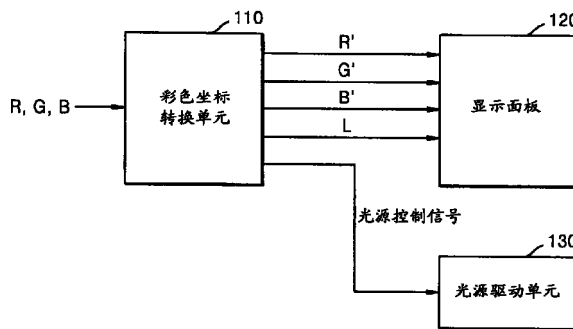 110
120
R, G, B
彩色坐标
转换单元
R'
G'
B'
L
显示面板
光源控制信号
130
光源驱动单元